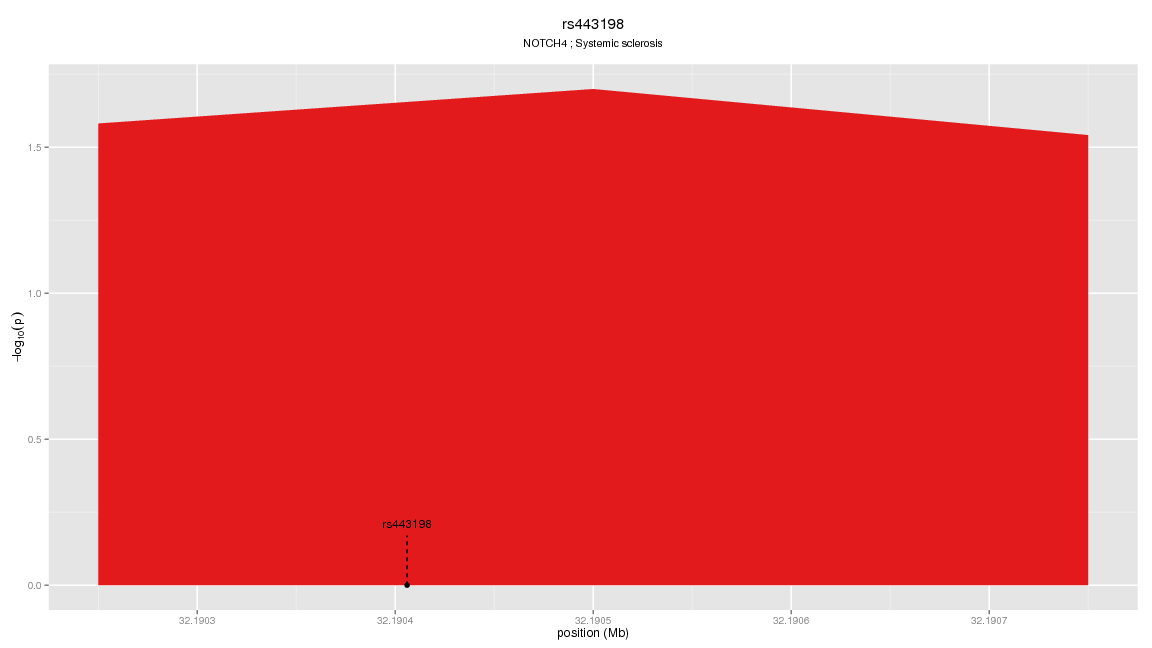 rs443198
NOTCH4 ; Systemic sclerosis
1.5
1.0
0.5
0.0
−log10(p)
rs443198
32.1903
32.1904
32.1905
32.1906
32.1907
position (Mb)